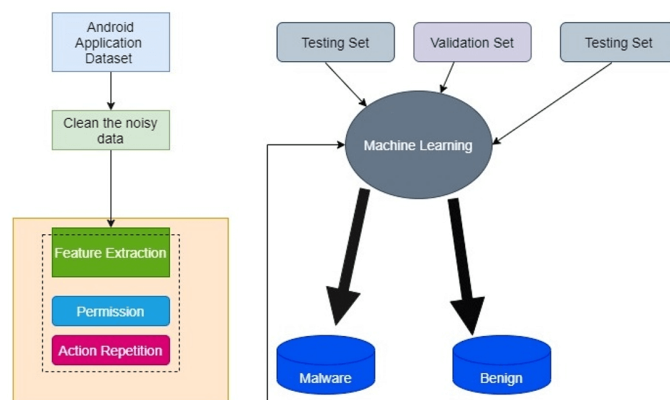 Android
Application
Dataset
Clean the noisy
data
Feature Extraction
Permission
Action Repetition
Testing Set
Validation Set
Testing Set
Machine Learning
Malware
Benign